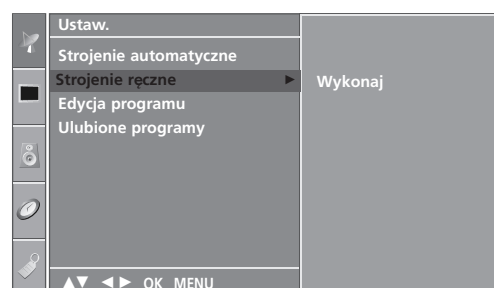 Ustaw.
Strojenie automatyczne
Strojenie ręczne ▶ Wykonaj
Edycja programu
Ulubione programy
▲▼ ◄► OK MENU